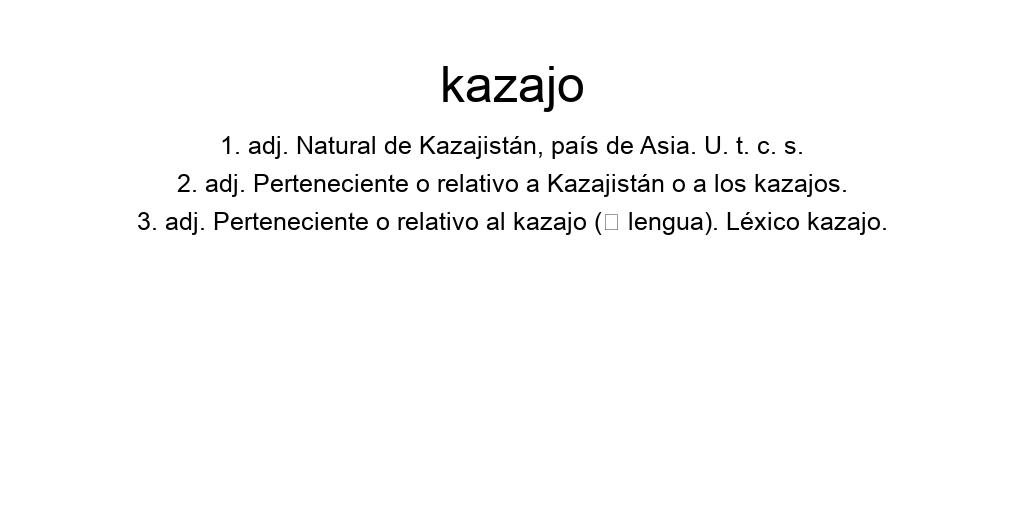 kazajo
1. adj. Natural de Kazajistán, país de Asia. U. t. c. s.
2. adj. Perteneciente o relativo a Kazajistán o a los kazajos.
3. adj. Perteneciente o relativo al kazajo (□ lengua). Léxico kazajo.